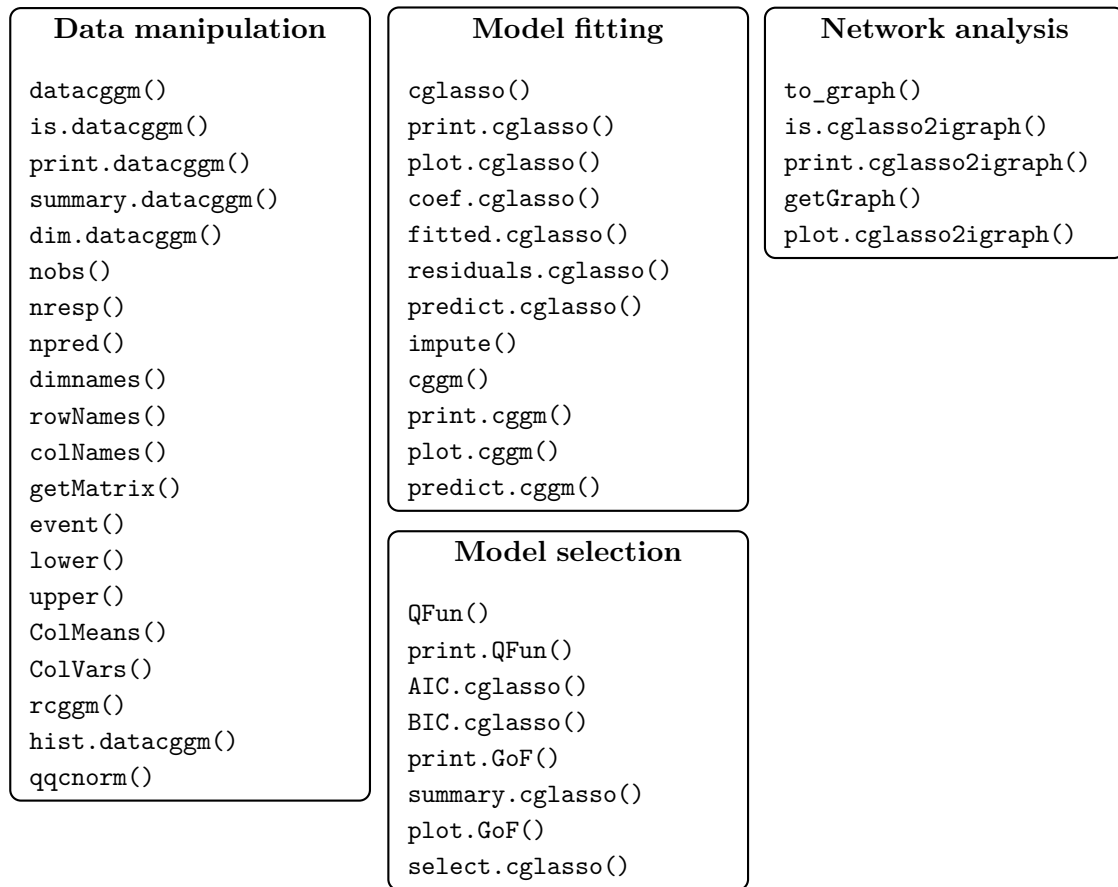 Data manipulation
datacggm()
is.datacggm()
print.datacggm()
summary.datacggm()
dim.datacggm()
nobs()
nresp()
npred()
dimnames()
rowNames()
colNames()
getMatrix()
event()
lower()
upper()
ColMeans()
ColVars()
rcggm()
hist.datacggm()
qqcnorm()
Model fitting
cglasso()
print.cglasso()
plot.cglasso()
coef.cglasso()
fitted.cglasso()
residuals.cglasso()
predict.cglasso()
impute()
cggm()
print.cggm()
plot.cggm()
predict.cggm()
Model selection
QFun()
print.QFun()
AIC.cglasso()
BIC.cglasso()
print.GoF()
summary.cglasso()
plot.GoF()
select.cglasso()
Network analysis
to_graph()
is.cglasso2igraph()
print.cglasso2igraph()
getGraph()
plot.cglasso2igraph()